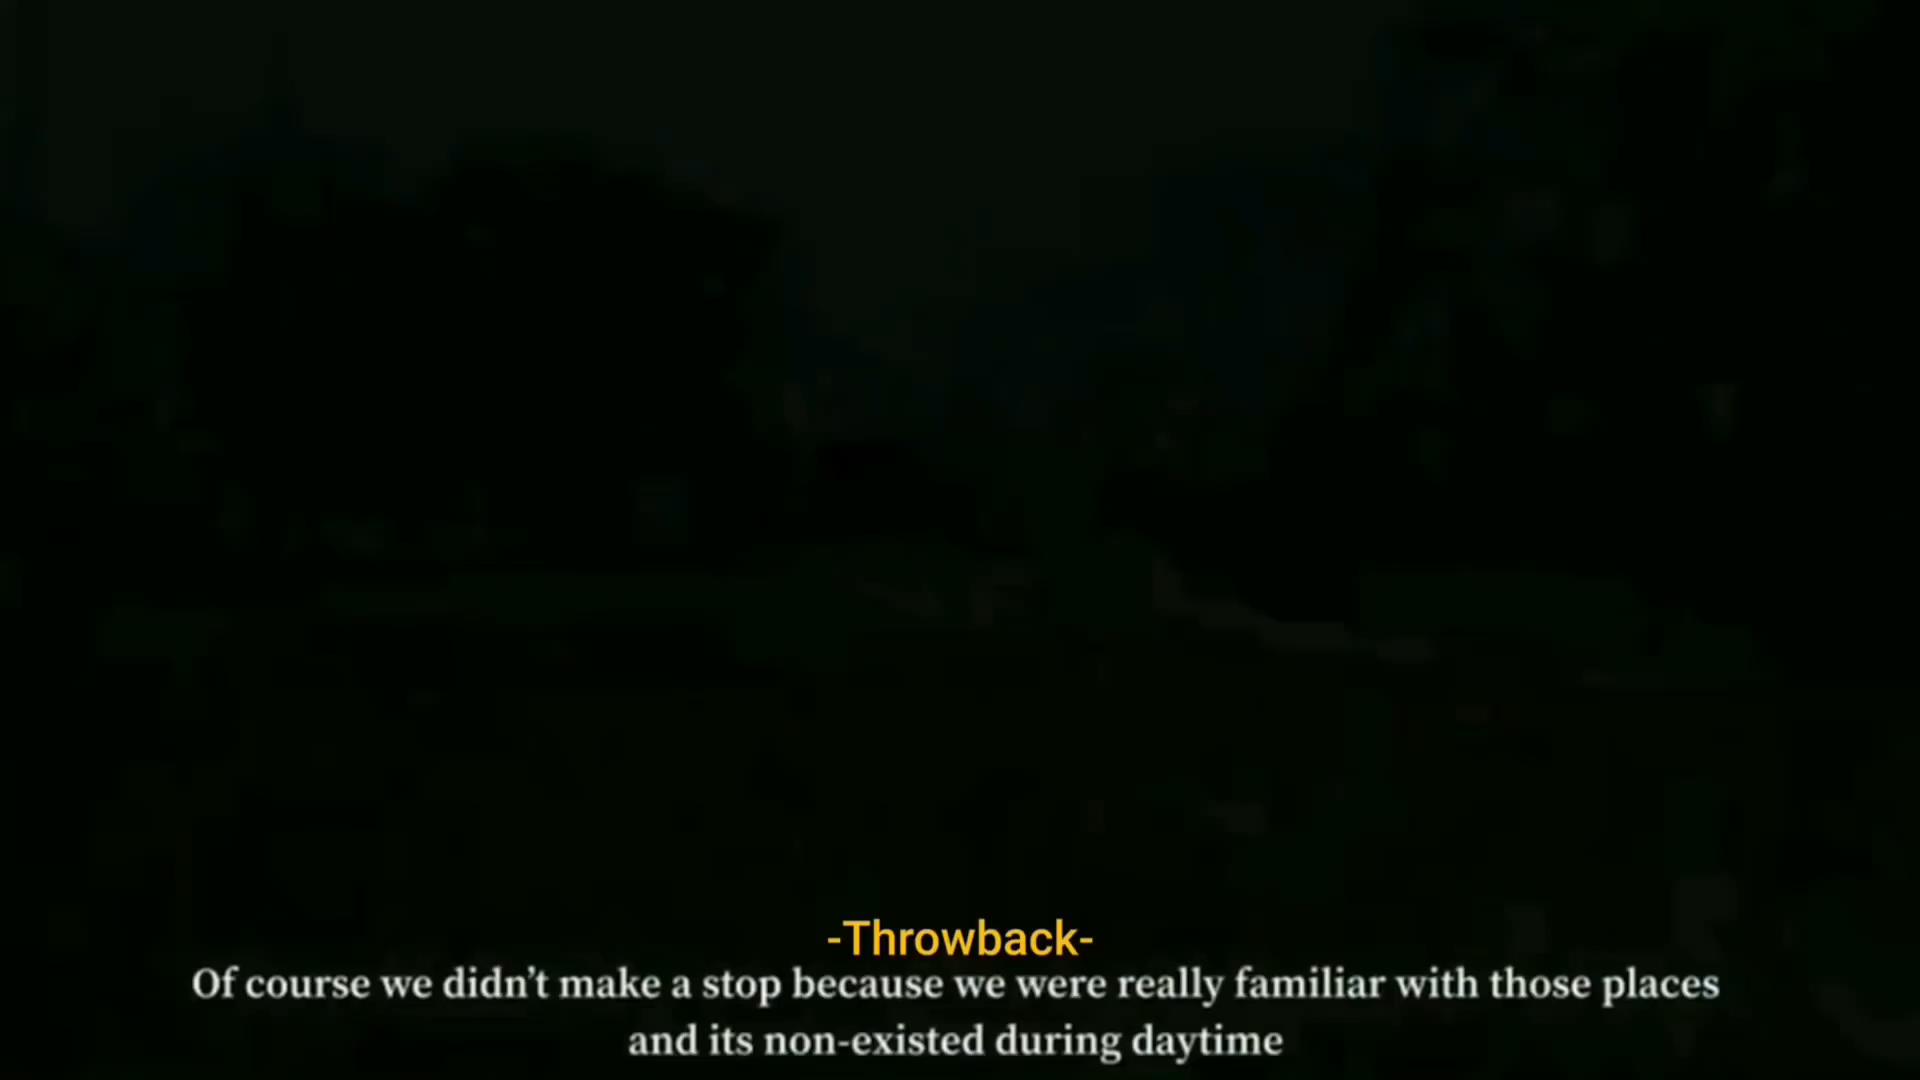 -Throwback-
Of course we didn’t make a stop because we were really familiar with those places
and its non-existed during daytime